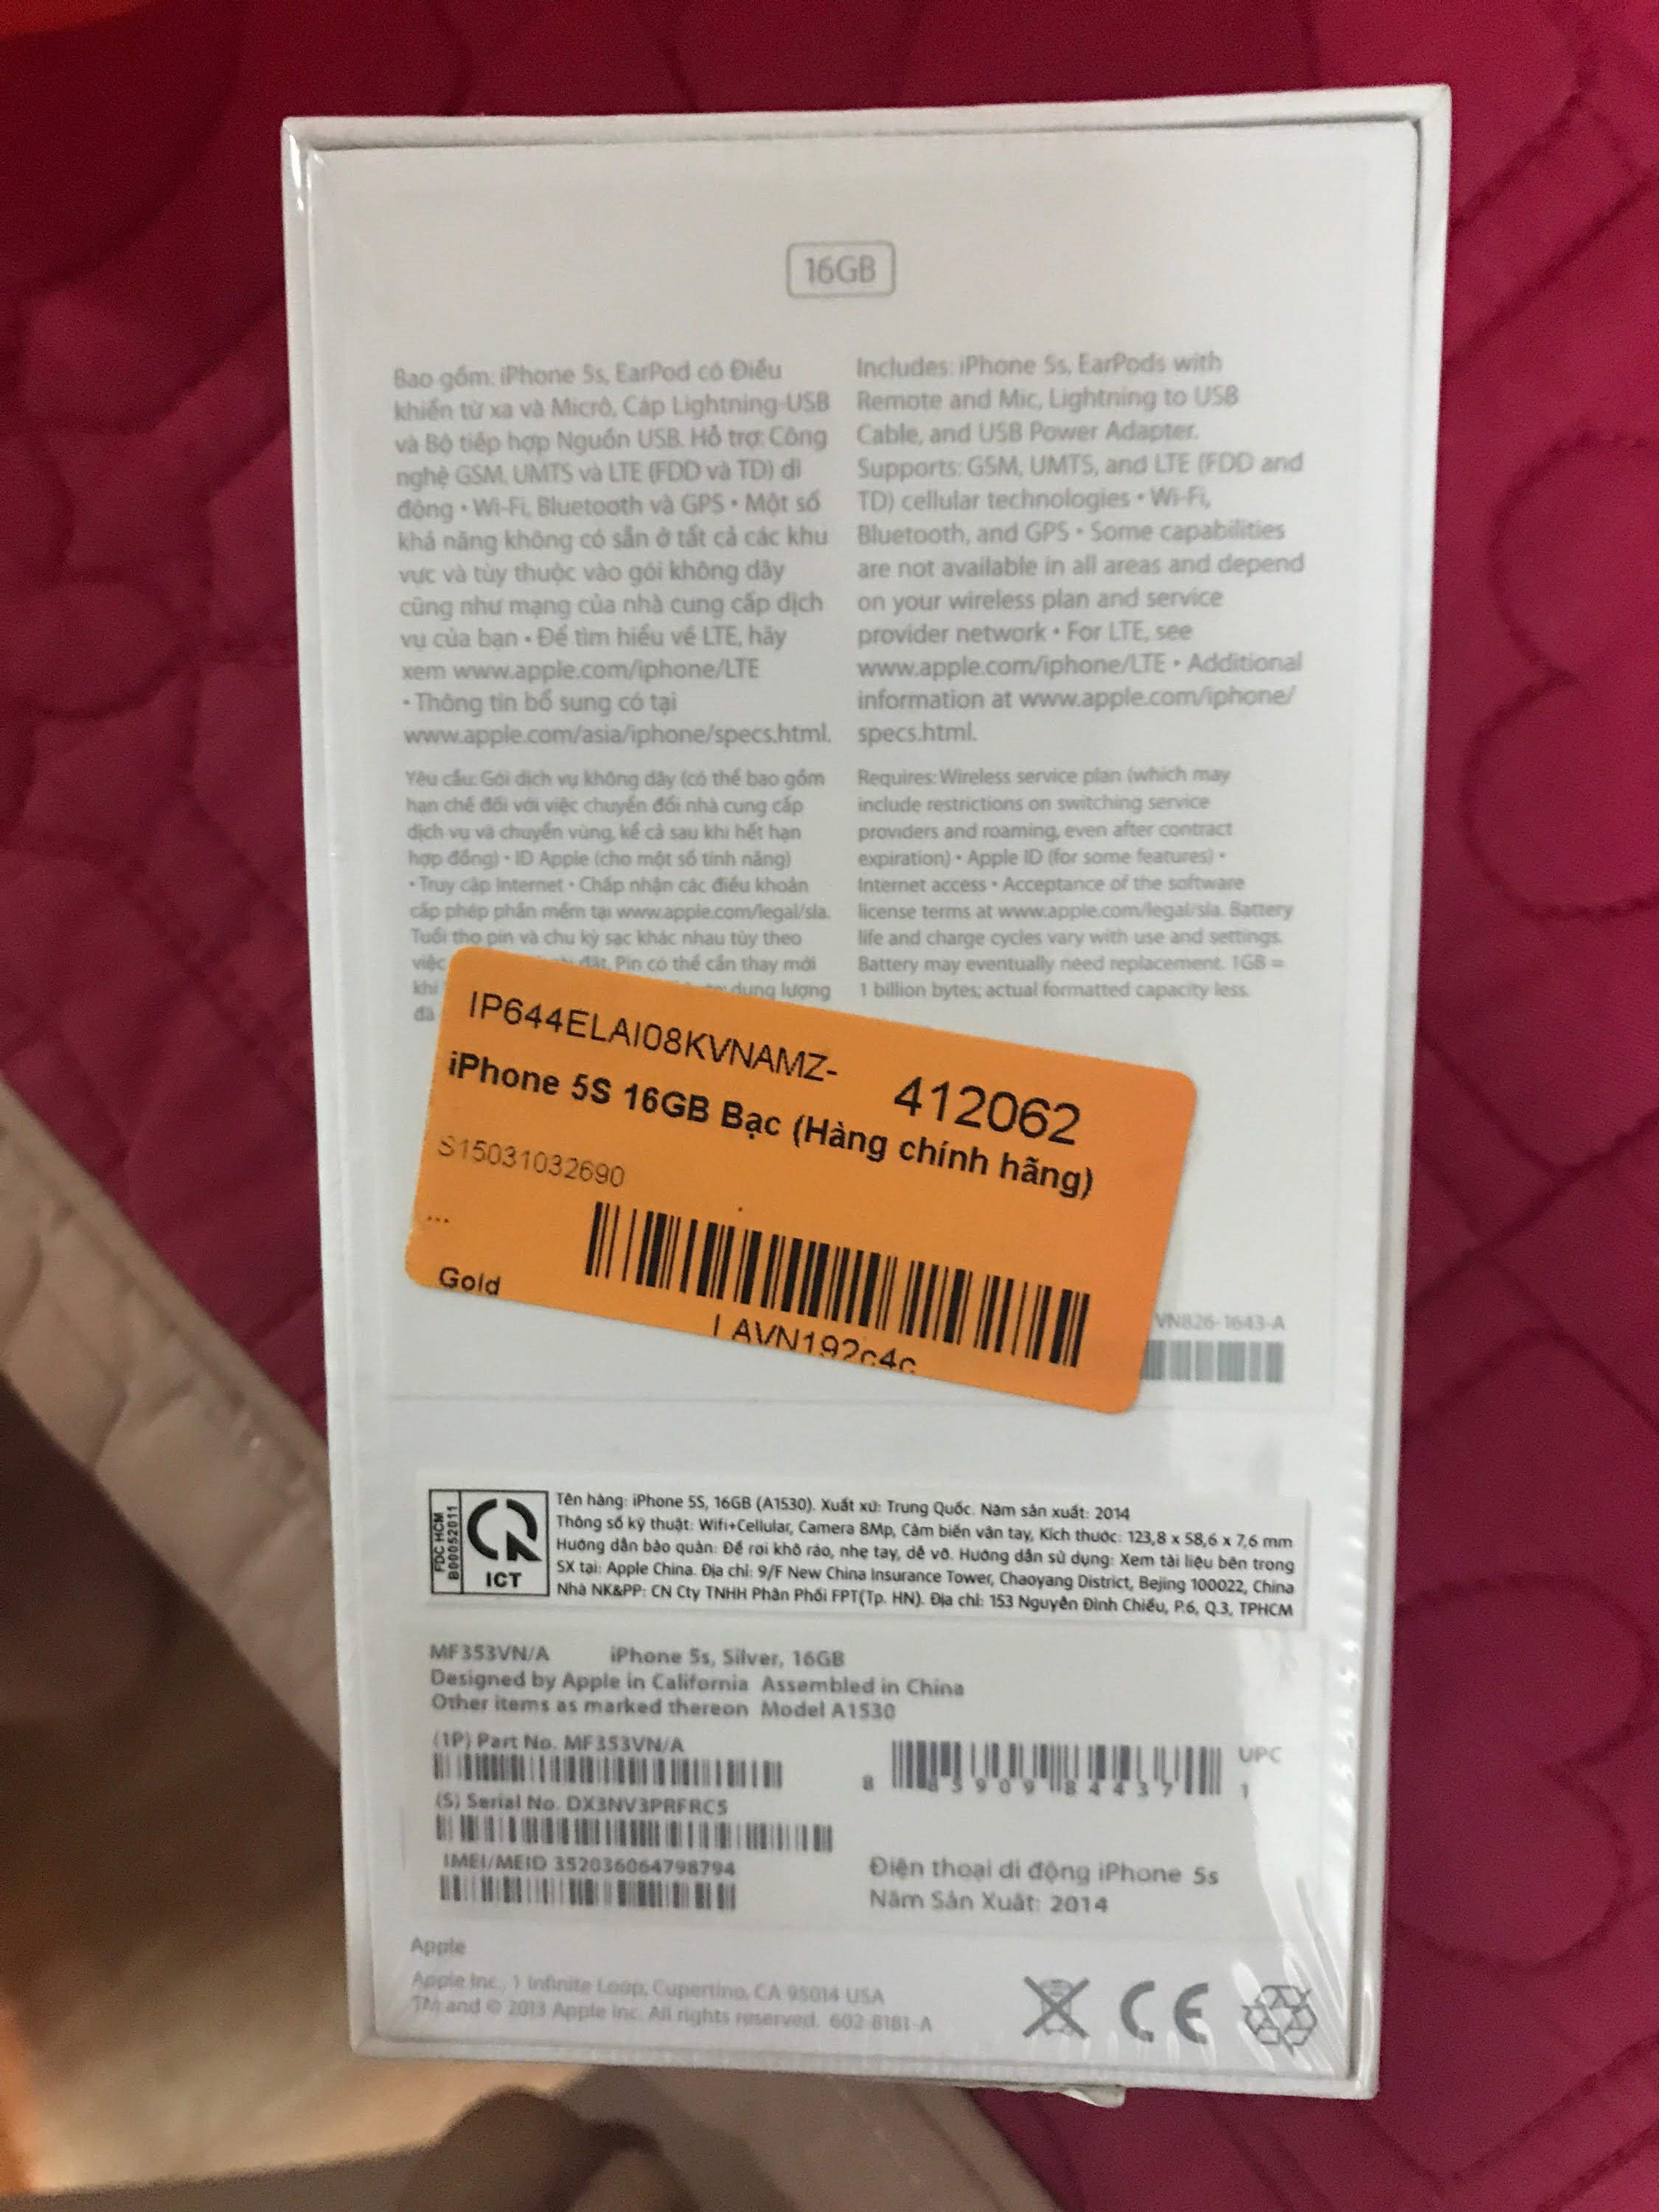 16GB
Bao gồm: iPhone 5s, EarPod có Điều
khiển từ xa và Micrô, Cáp Lightning-USB
và Bộ tiếp hợp Nguồn USB. Hỗ trợ: Công
nghệ GSM, UMTS và LTE (FDD và TD) di
động • Wi-Fi, Bluetooth và GPS • Một số
khả năng không có sẵn ở tất cả các khu
vực và tùy thuộc vào gói không dây
cũng như mạng của nhà cung cấp dịch
vụ của bạn • Để tìm hiểu về LTE, hãy
xem www.apple.com/iphone/LTE
• Thông tin bổ sung có tại
www.apple.com/asia/iphone/specs.html.
Yêu cầu: Gói dịch vụ không dây (có thể bao gồm
hạn chế đối với việc chuyển đổi nhà cung cấp
dịch vụ và chuyển vùng, kể cả sau khi hết hạn
hợp đồng) • ID Apple (cho một số tính năng)
• Truy cập Internet • Chấp nhận các điều khoản
cấp phép phần mềm tại www.apple.com/legal/sla.
Tuổi thọ pin và chu kỳ sạc khác nhau tùy theo
việc đặt. Pin có thể cần thay mới
khi dung lượng
đã
Includes: iPhone 5s, EarPods with
Remote and Mic, Lightning to USB
Cable, and USB Power Adapter.
Supports: GSM, UMTS, and LTE (FDD and
TD) cellular technologies • Wi-Fi,
Bluetooth, and GPS • Some capabilities
are not available in all areas and depend
on your wireless plan and service
provider network • For LTE, see
www.apple.com/iphone/LTE • Additional
information at www.apple.com/iphone/
specs.html.
Requires: Wireless service plan (which may
include restrictions on switching service
providers and roaming, even after contract
expiration) • Apple ID (for some features) •
Internet access • Acceptance of the software
license terms at www.apple.com/legal/sla. Battery
life and charge cycles vary with use and settings.
Battery may eventually need replacement. 1GB =
1 billion bytes; actual formatted capacity less.
IP644ELAI08KVNAMZ-
412062
iPhone 5S 16GB Bạc (Hàng chính hãng)
S15031032690
...
Gold
LAVN192c4c
VN826-1643-A
FDC HCM
B00052011
ICT
Tên hàng: iPhone 5S, 16GB (A1530). Xuất xứ: Trung Quốc. Năm sản xuất: 2014
Thông số kỹ thuật: Wifi+Cellular, Camera 8Mp, Cảm biến vân tay, Kích thước: 123,8 x 58,6 x 7,6 mm
Hướng dẫn bảo quản: Để rơi khô ráo, nhẹ tay, dễ vỡ. Hướng dẫn sử dụng: Xem tài liệu bên trong
SX tại: Apple China. Địa chỉ: 9/F New China Insurance Tower, Chaoyang District, Bejing 100022, China
Nhà NK&PP: CN Cty TNHH Phân Phối FPT(Tp. HN). Địa chỉ: 153 Nguyễn Đình Chiểu, P.6, Q.3, TPHCM
MF353VN/A iPhone 5s, Silver, 16GB
Designed by Apple in California Assembled in China
Other items as marked thereon Model A1530
(1P) Part No. MF353VN/A
(S) Serial No. DX3NV3PRFRC5
IMEI/MEID 352036064798794
UPC
8 85909 84437 1
Điện thoại di động iPhone 5s
Năm Sản Xuất: 2014
Apple
Apple Inc., 1 Infinite Loop, Cupertino, CA 95014 USA
TM and © 2013 Apple Inc. All rights reserved. 602-8181-A
CE